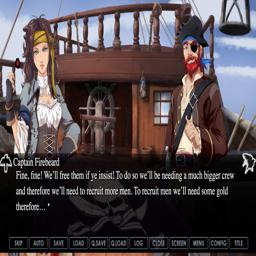 Captain Firebeard
Fine, fine! We'll free them if ye insist! To do so we'll be needing a much bigger crew
and therefore we'll need to recruit more men. To recruit men we'll need some gold
therefore...
SKIP AUTO SAVE LOAD Q.SAVE Q.LOAD LOG CLOSE SCREEN MENU CONFIG TITLE